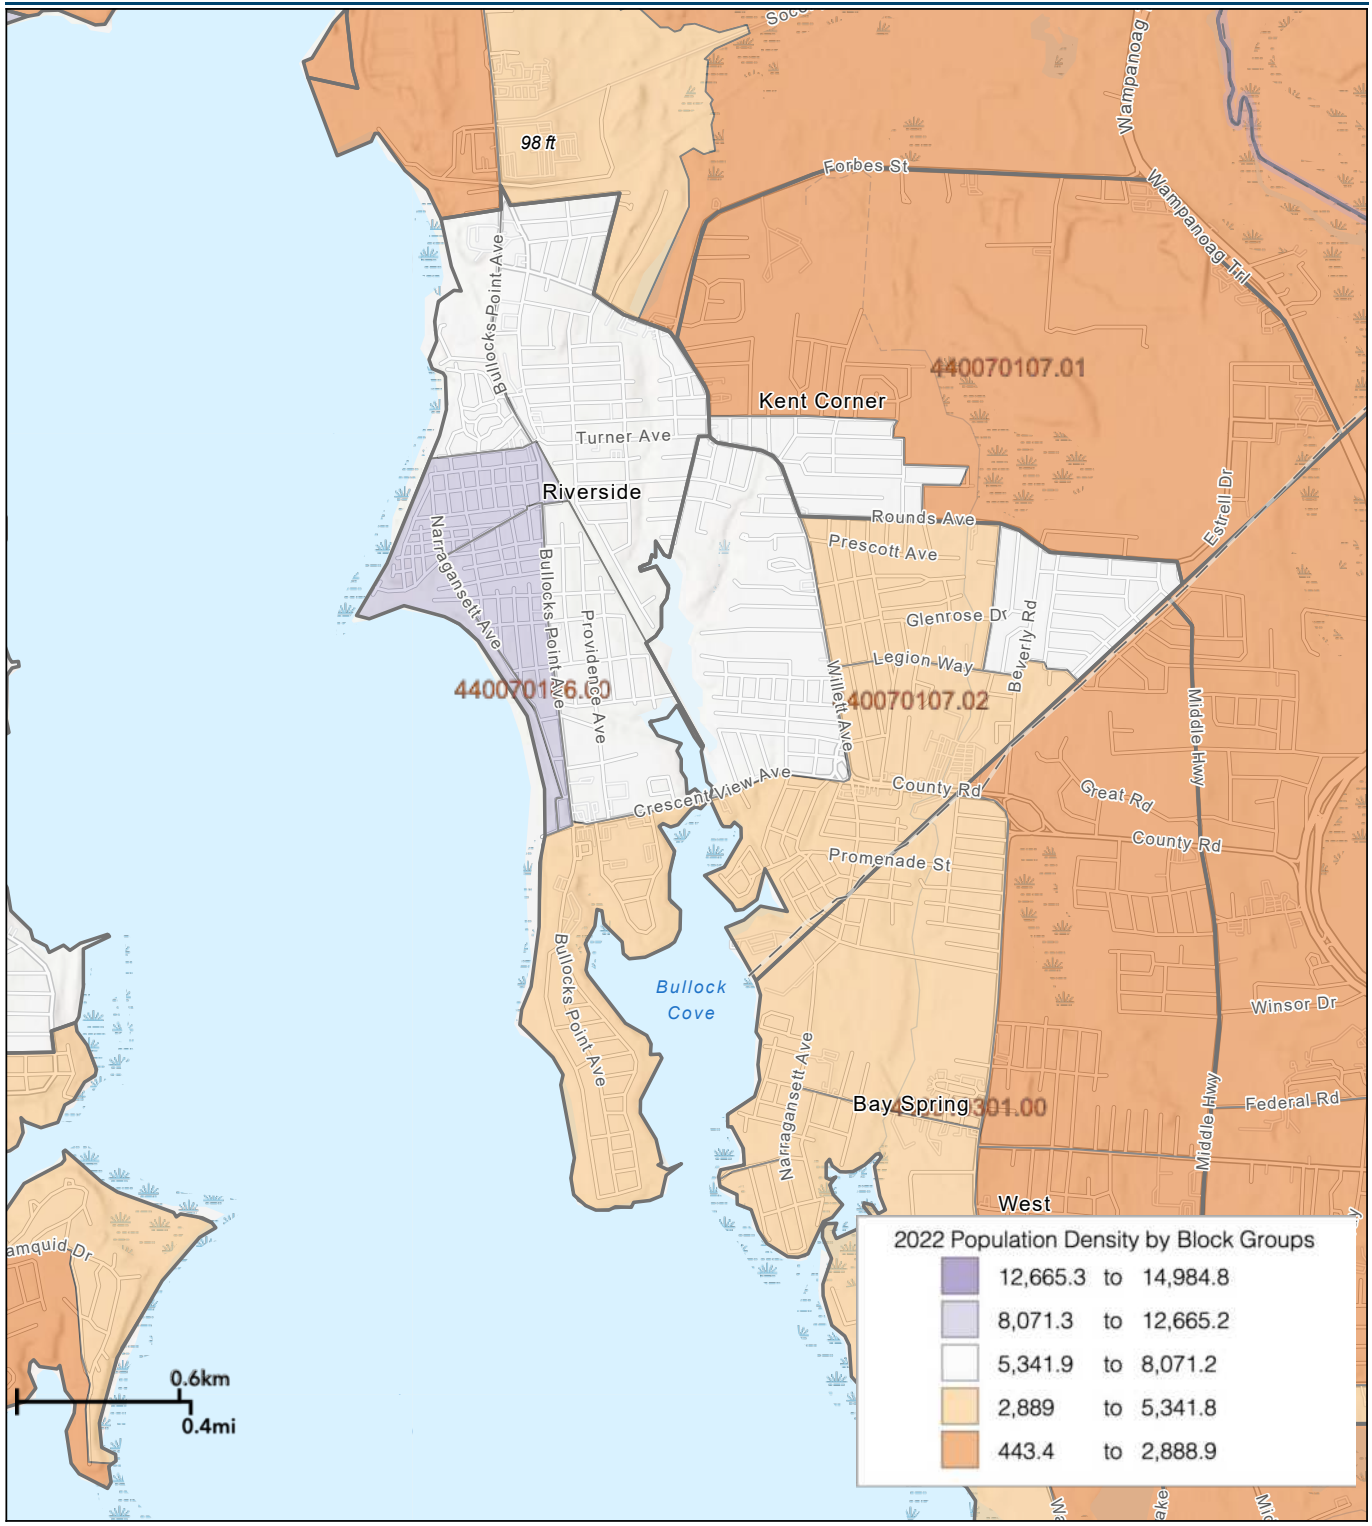 Wampanoag
98 ft
Forbes St
Wampanoag Trl
Bullocks Point Ave
440070107.01
Kent Corner
Turner Ave
Riverside
Estrell Dr
Rounds Ave
Prescott Ave
Narragansett Ave
Bullocks Point Ave
Providence Ave
Glenrose Dr
Beverly Rd
Legion Way
Willett Ave
40070107.02
Middle Hwy
Crescent View Ave
County Rd
Great Rd
County Rd
Promenade St
Bullocks Point Ave
Bullock
Cove
Winsor Dr
Narragansett Ave
Bay Spring
301.00
Federal Rd
Middle Hwy
West
amquid Dr
2022 Population Density by Block Groups
12,665.3 to 14,984.8
8,071.3 to 12,665.2
5,341.9 to 8,071.2
2,889 to 5,341.8
443.4 to 2,888.9
0.6km
0.4mi